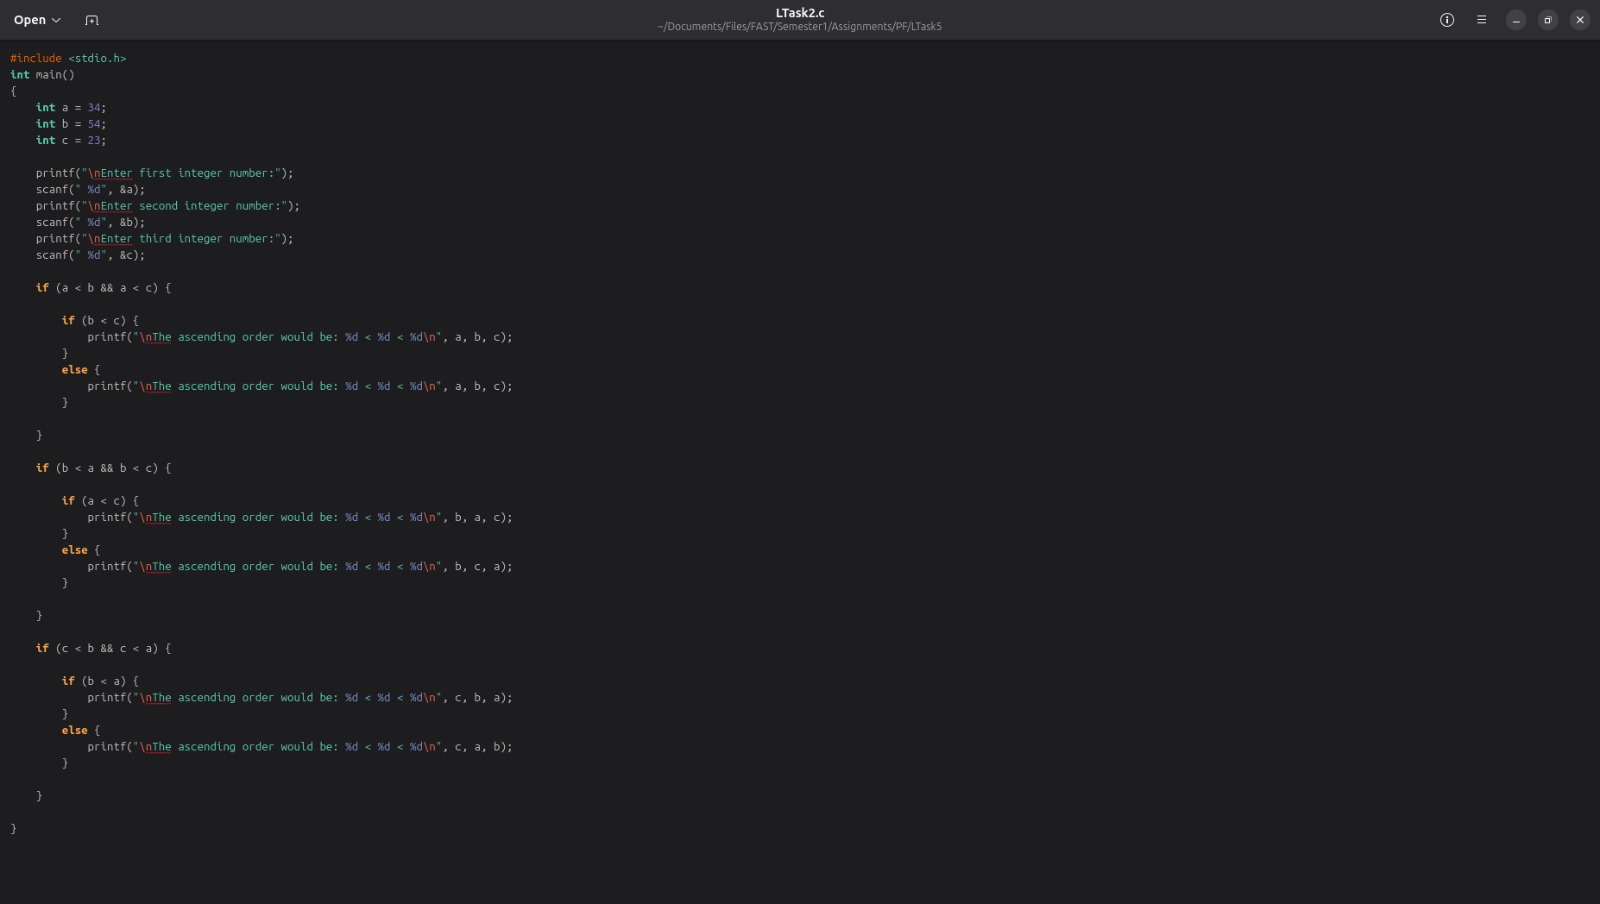 Open
LTask2.c
~/Documents/Files/FAST/Semester1/Assignments/PF/LTask5
#include <stdio.h>
int main()
{
    int a = 34;
    int b = 54;
    int c = 23;

    printf("\nEnter first integer number:");
    scanf(" %d", &a);
    printf("\nEnter second integer number:");
    scanf(" %d", &b);
    printf("\nEnter third integer number:");
    scanf(" %d", &c);

    if (a < b && a < c) {

        if (b < c) {
            printf("\nThe ascending order would be: %d < %d < %d\n", a, b, c);
        }
        else {
            printf("\nThe ascending order would be: %d < %d < %d\n", a, b, c);
        }

    }

    if (b < a && b < c) {

        if (a < c) {
            printf("\nThe ascending order would be: %d < %d < %d\n", b, a, c);
        }
        else {
            printf("\nThe ascending order would be: %d < %d < %d\n", b, c, a);
        }

    }

    if (c < b && c < a) {

        if (b < a) {
            printf("\nThe ascending order would be: %d < %d < %d\n", c, b, a);
        }
        else {
            printf("\nThe ascending order would be: %d < %d < %d\n", c, a, b);
        }

    }

}